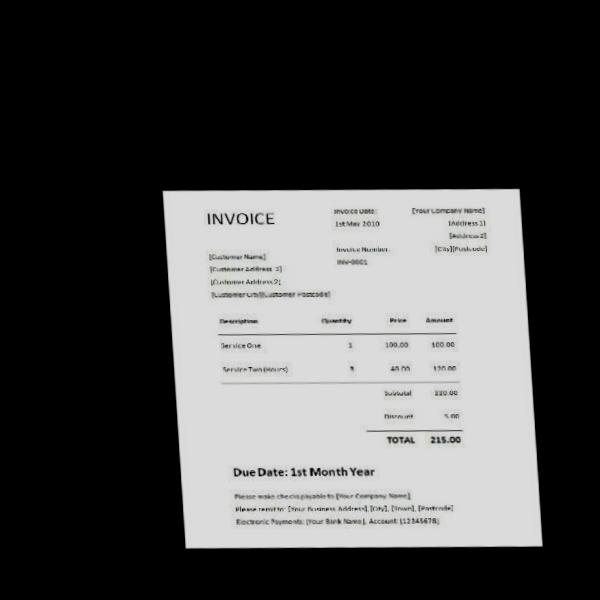 INVOICE
Invoice Date:
1st May 2010
Invoice Number:
INV-0001
[Your Company Name]
[Address 1]
[Address 2]
[City][Postcode]
[Customer Name]
[Customer Address 1]
[Customer Address 2]
[Customer City][Customer Postcode]
Description Quantity Price Amount
Service One 1 100.00 100.00
Service Two (Hours) 3 40.00 120.00
Subtotal 220.00
Discount 5.00
TOTAL 215.00
Due Date: 1st Month Year
Please make checks payable to [Your Company Name],
Please remit to: [Your Business Address], [City], [Town], [Postcode]
Electronic Payments: [Your Bank Name], Account: [12345678]